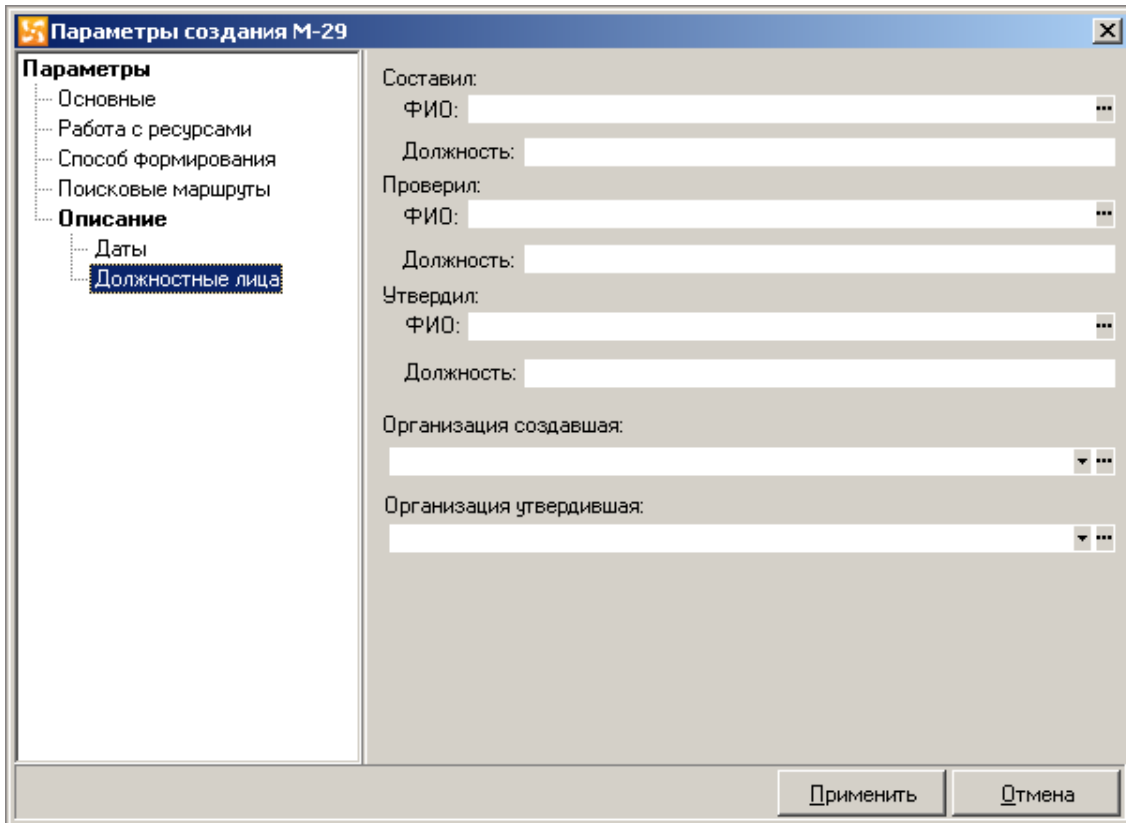 Параметры создания М-29
Параметры
Основные
Работа с ресурсами
Способ формирования
Поисковые маршруты
Описание
Даты
Должностные лица
Составил:
ФИО:
Должность:
Проверил:
ФИО:
Должность:
Утвердил:
ФИО:
Должность:
Организация создавшая:
Организация утвердившая:
Применить
Отмена